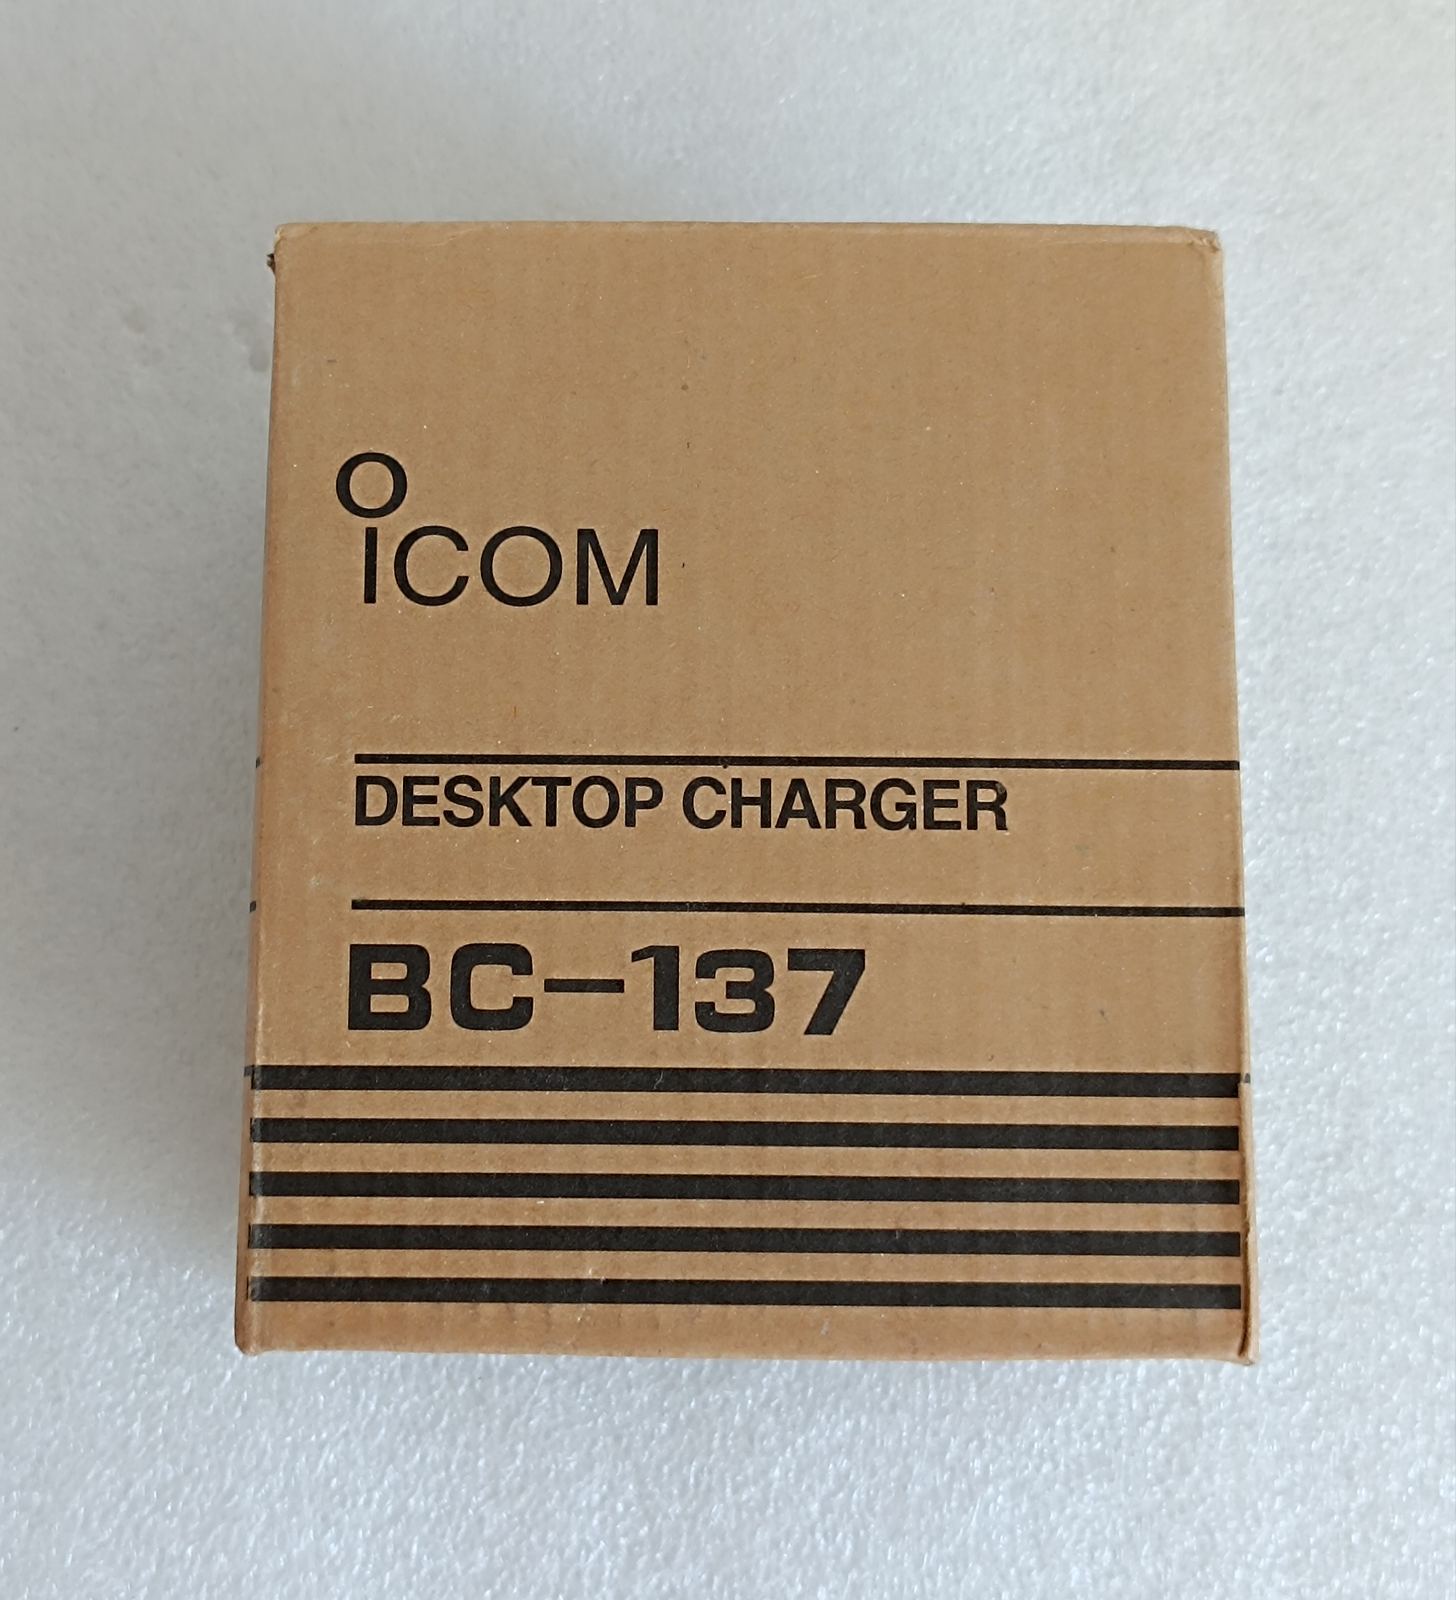 ICOM
DESKTOP CHARGER
BC-137